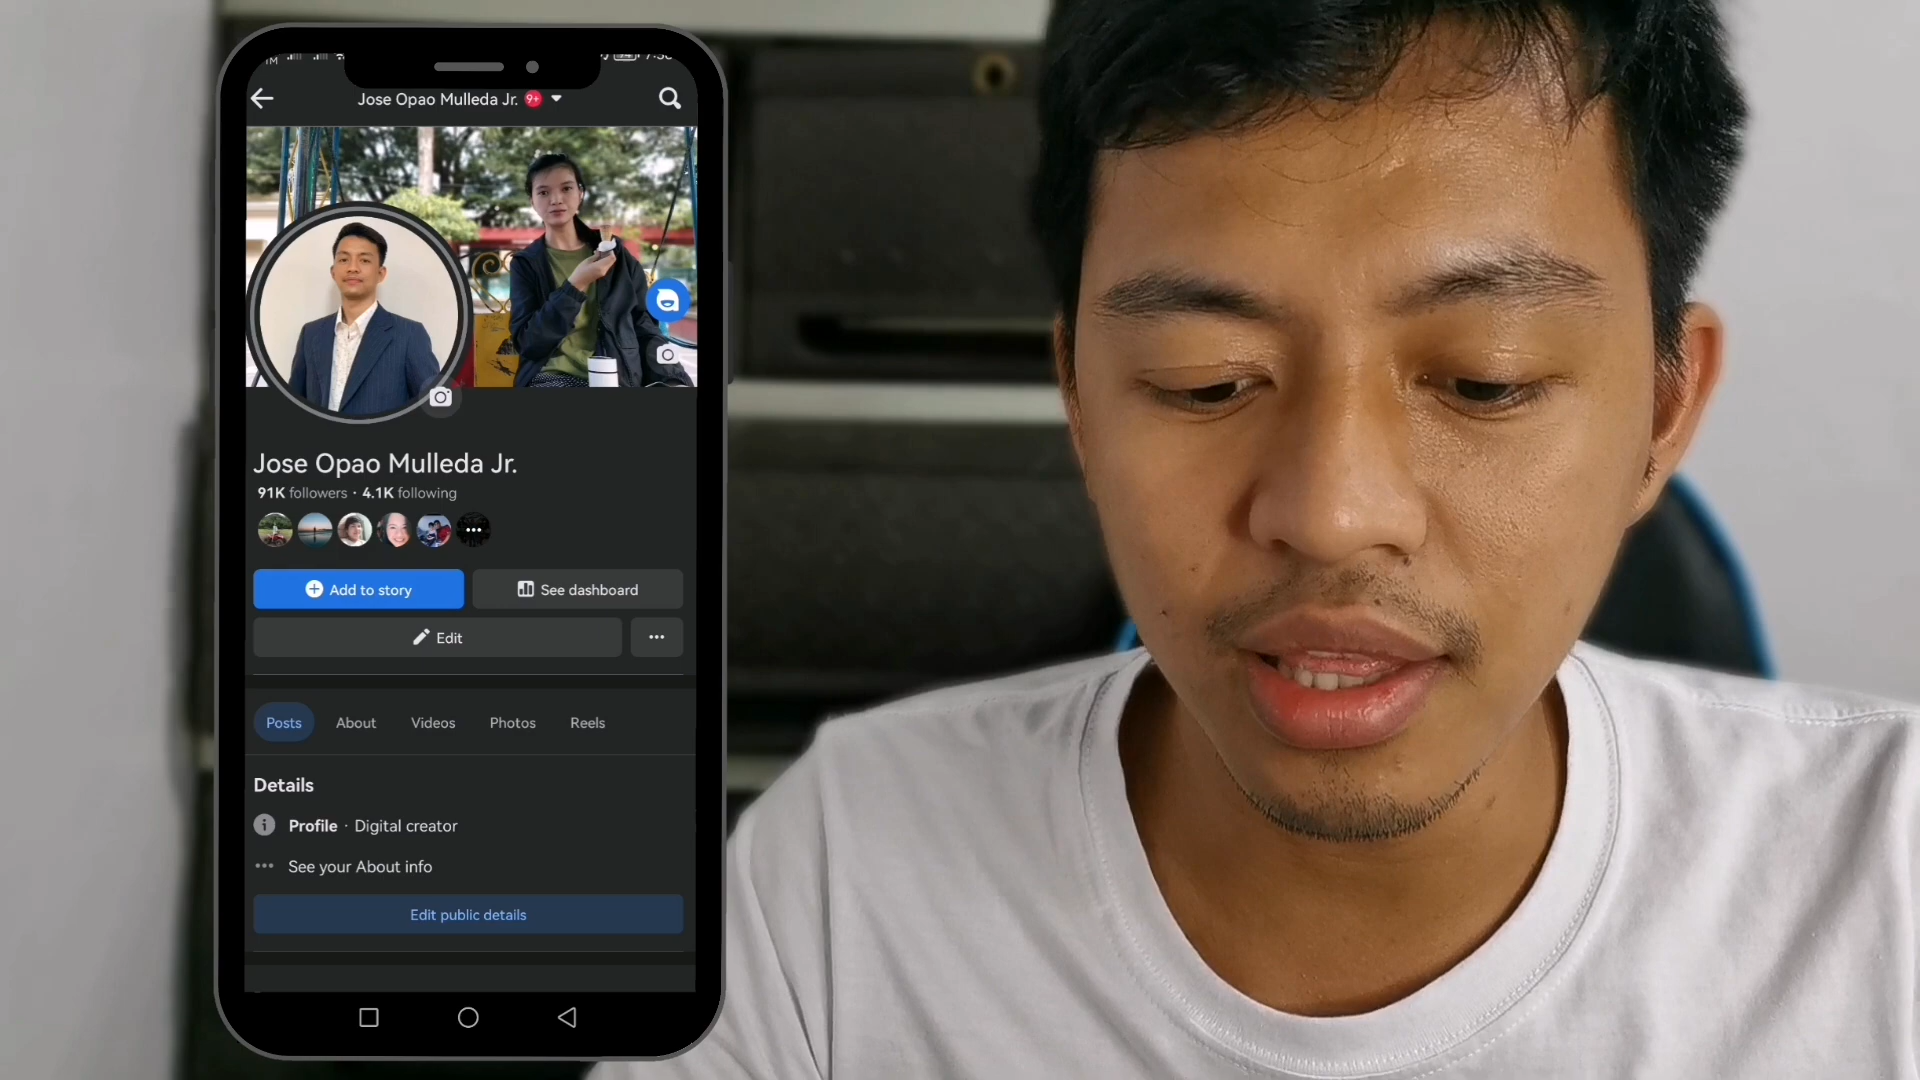 Jose Opao Mulleda Jr. 9+
Jose Opao Mulleda Jr.
91K followers · 4.1K following
Add to story
See dashboard
Edit
Posts About Videos Photos Reels
Details
Profile · Digital creator
See your About info
Edit public details